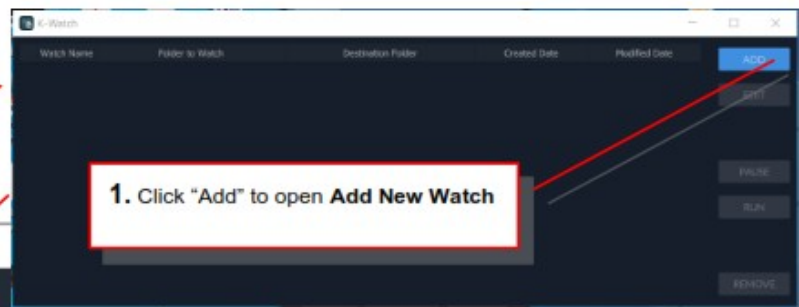 K-Watch
Watch Name Folder to Watch Destination Folder Created Date Modified Date
ADD
EDIT
1. Click “Add” to open Add New Watch
PAUSE
RUN
REMOVE